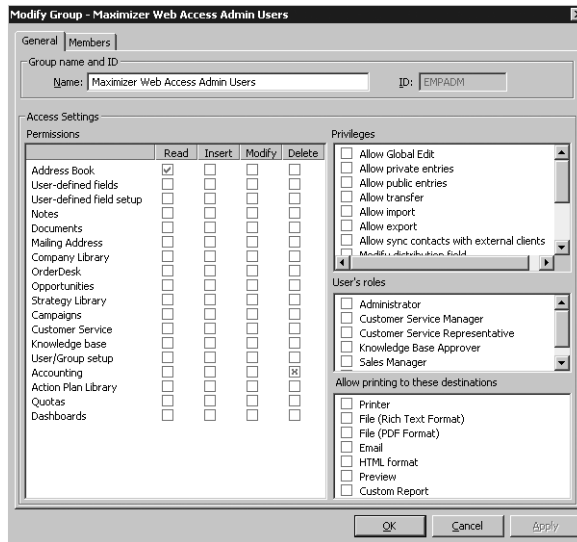 Modify Group - Maximizer Web Access Admin Users
General Members
Group name and ID
Name: Maximizer Web Access Admin Users ID: EMPADM
Access Settings
Permissions
Read Insert Modify Delete
Address Book
User-defined fields
User-defined field setup
Notes
Documents
Mailing Address
Company Library
OrderDesk
Opportunities
Strategy Library
Campaigns
Customer Service
Knowledge base
User/Group setup
Accounting
Action Plan Library
Quotas
Dashboards
Privileges
Allow Global Edit
Allow private entries
Allow public entries
Allow transfer
Allow import
Allow export
Allow sync contacts with external clients
Modify distribution field
User's roles
Administrator
Customer Service Manager
Customer Service Representative
Knowledge Base Approver
Sales Manager
Allow printing to these destinations
Printer
File (Rich Text Format)
File (PDF Format)
Email
HTML format
Preview
Custom Report
OK Cancel Apply